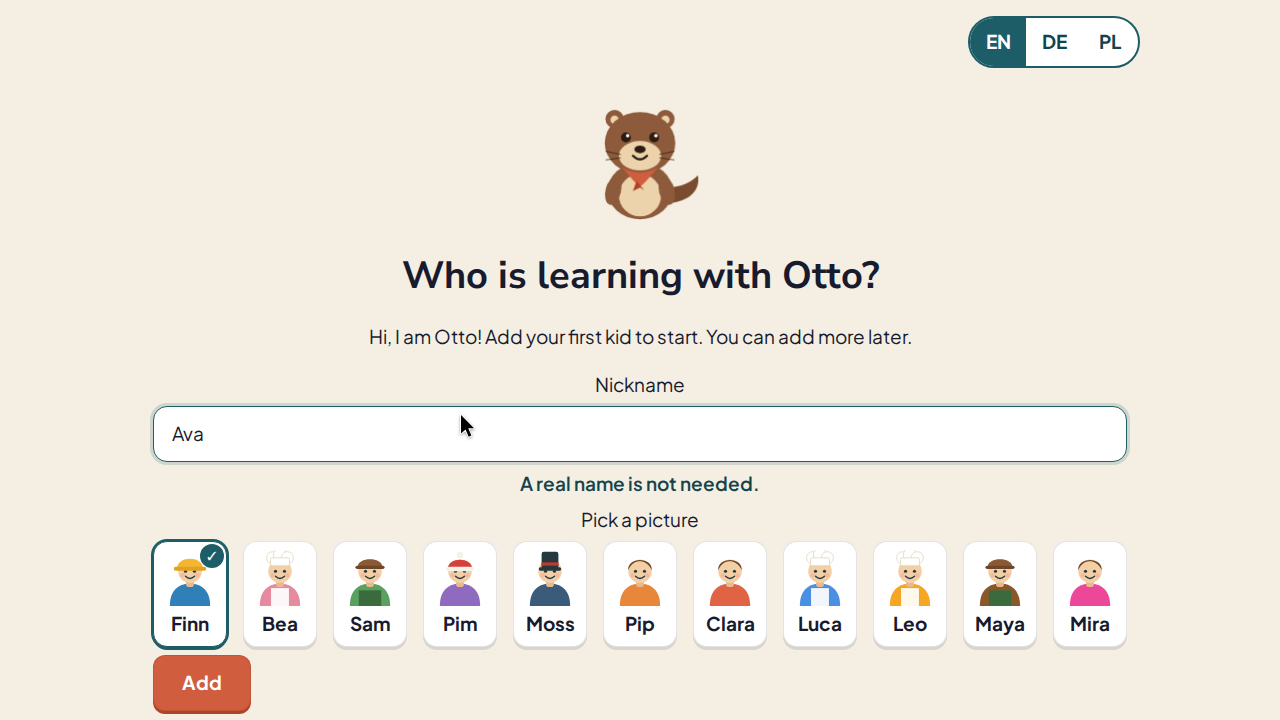 EN DE PL
Who is learning with Otto?
Hi, I am Otto! Add your first kid to start. You can add more later.
Nickname
Ava
A real name is not needed.
Pick a picture
✓
Finn Bea Sam Pim Moss Pip Clara Luca Leo Maya Mira
Add